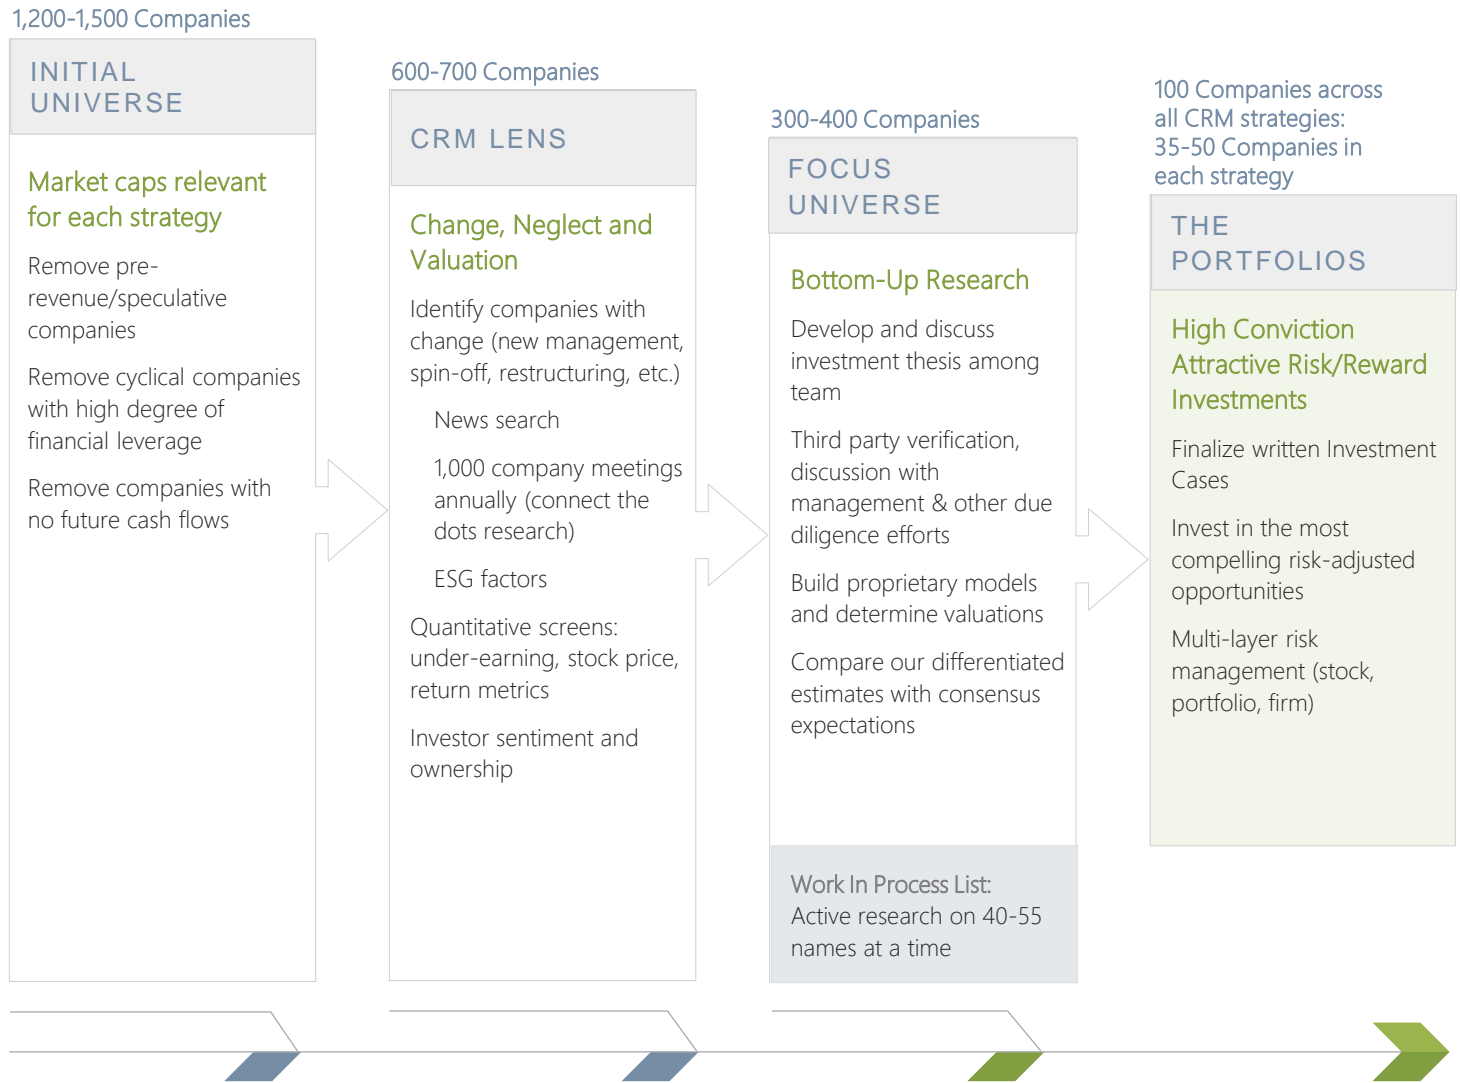 1,200-1,500 Companies
INITIAL
UNIVERSE
Market caps relevant
for each strategy
Remove pre-
revenue/speculative
companies
Remove cyclical companies
with high degree of
financial leverage
Remove companies with
no future cash flows
600-700 Companies
CRM LENS
Change, Neglect and
Valuation
Identify companies with
change (new management,
spin-off, restructuring, etc.)
News search
1,000 company meetings
annually (connect the
dots research)
ESG factors
Quantitative screens:
under-earning, stock price,
return metrics
Investor sentiment and
ownership
300-400 Companies
FOCUS
UNIVERSE
Bottom-Up Research
Develop and discuss
investment thesis among
team
Third party verification,
discussion with
management & other due
diligence efforts
Build proprietary models
and determine valuations
Compare our differentiated
estimates with consensus
expectations
Work In Process List:
Active research on 40-55
names at a time
100 Companies across
all CRM strategies:
35-50 Companies in
each strategy
THE
PORTFOLIOS
High Conviction
Attractive Risk/Reward
Investments
Finalize written Investment
Cases
Invest in the most
compelling risk-adjusted
opportunities
Multi-layer risk
management (stock,
portfolio, firm)